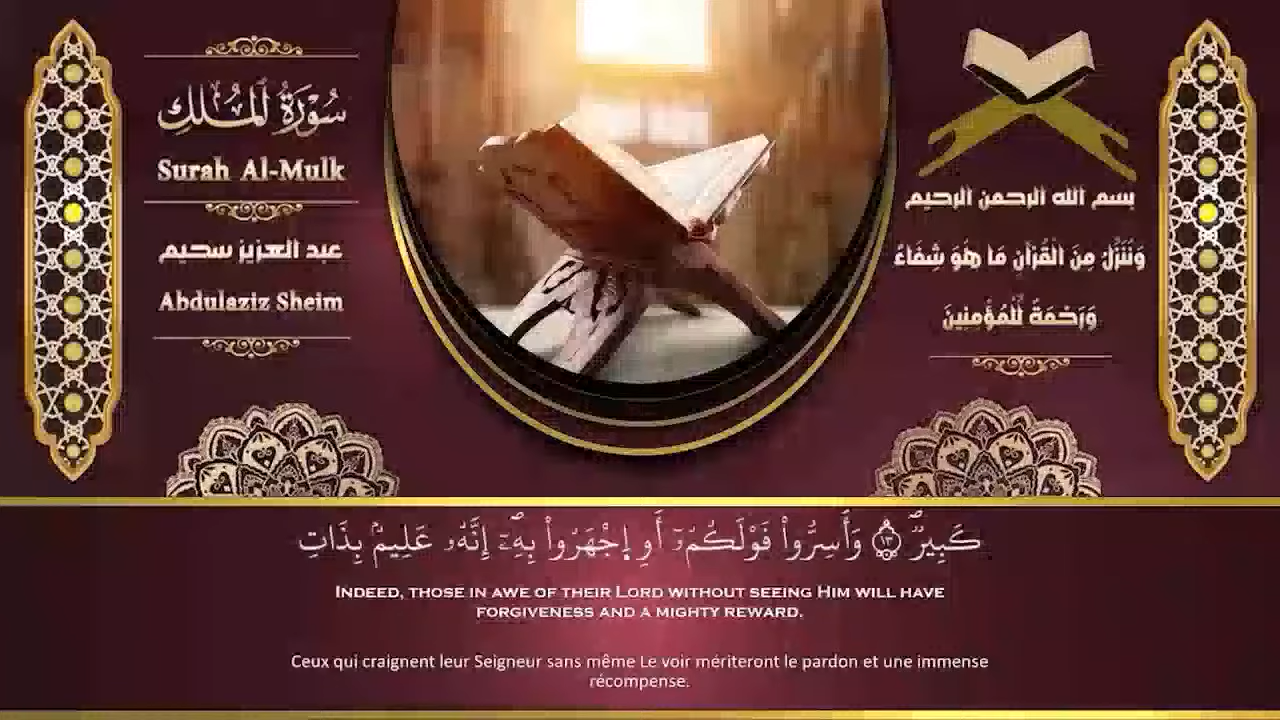 سُورَةُ المُلكِ
Surah Al-Mulk
عبد العزيز سحيم
Abdulaziz Sheim
بسم الله الرحمن الرحيم
وَنُنَزِّلُ مِنَ الْقُرْآنِ مَا هُوَ شِفَاءٌ
وَرَحْمَةٌ لِّلْمُؤْمِنِينَ
كَبِيرٞۖ ١٣ وَأَسِرُّواْ قَوْلَكُمُۥٓ أَوِ إِجْهَرُواْ بِهِۦٓۖ إِنَّهُۥ عَلِيمُۢ بِذَاتِ
Indeed, those in awe of their Lord without seeing Him will have
forgiveness and a mighty reward.
Ceux qui craignent leur Seigneur sans même Le voir mériteront le pardon et une immense
récompense.